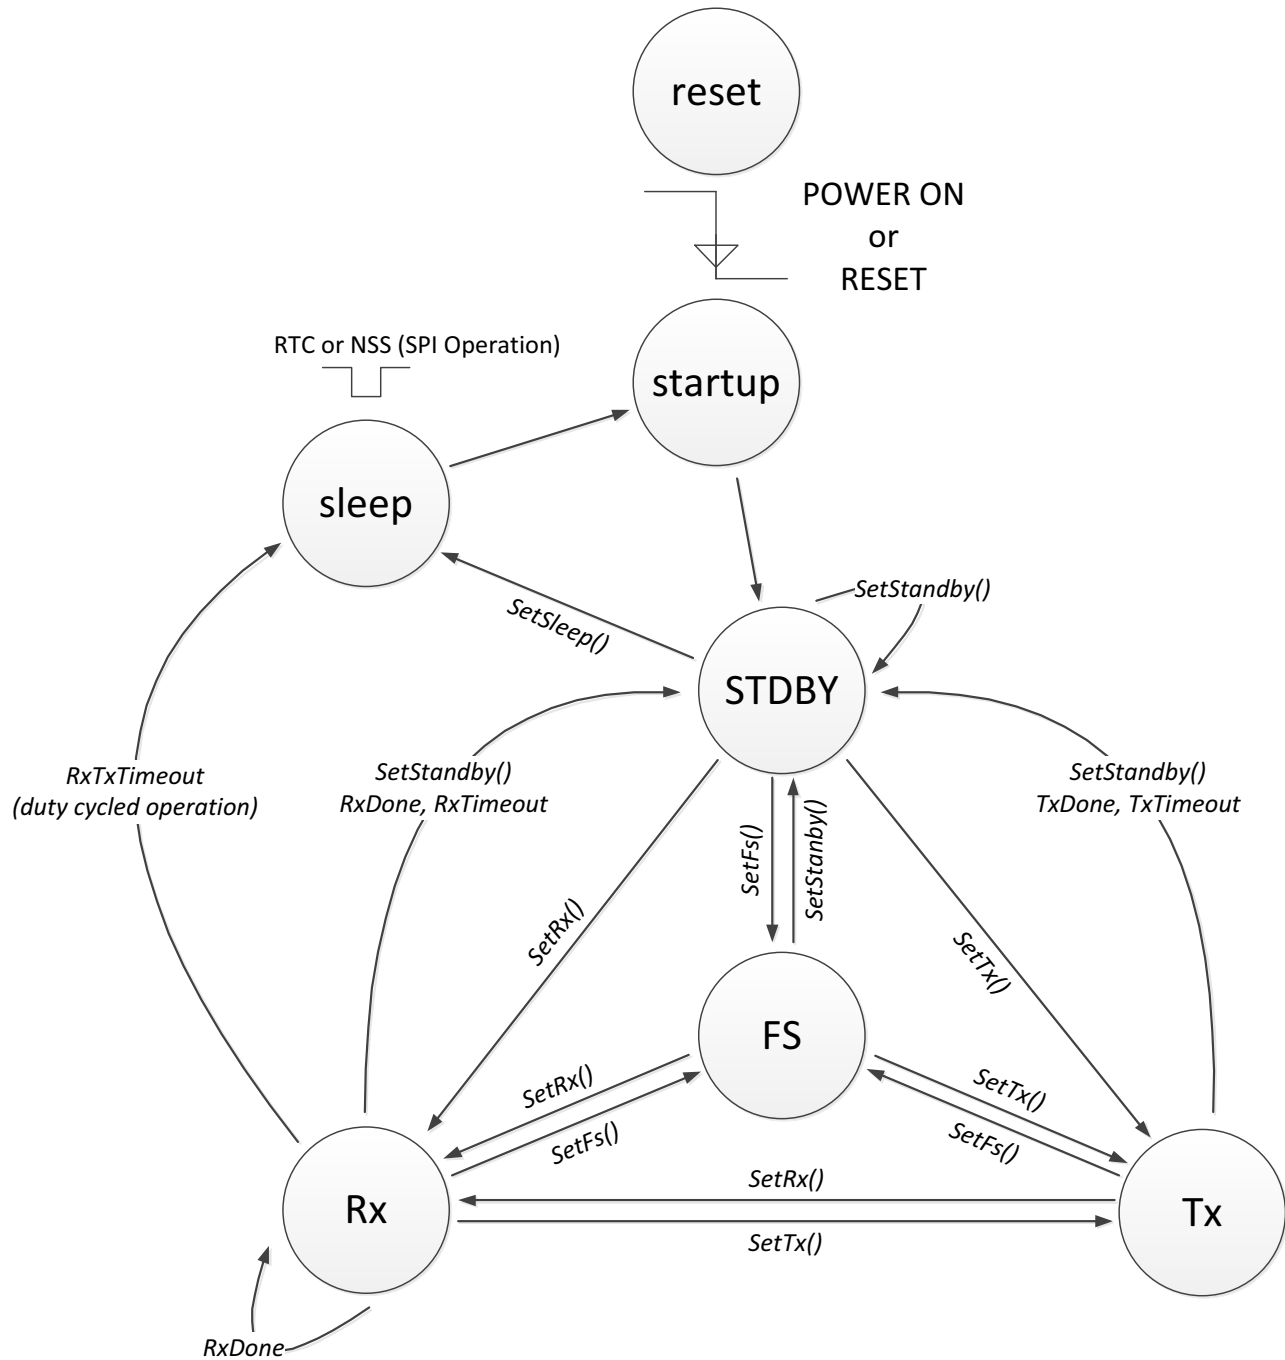 reset
POWER ON
or
RESET
RTC or NSS (SPI Operation)
startup
sleep
SetStandby()
SetSleep()
STDBY
RxTxTimeout
(duty cycled operation)
SetStandby()
RxDone, RxTimeout
SetStandby()
TxDone, TxTimeout
SetFs()
SetStanby()
SetRx()
SetTx()
FS
SetRx()
SetFs()
SetTx()
SetFs()
Rx
SetRx()
SetTx()
Tx
RxDone